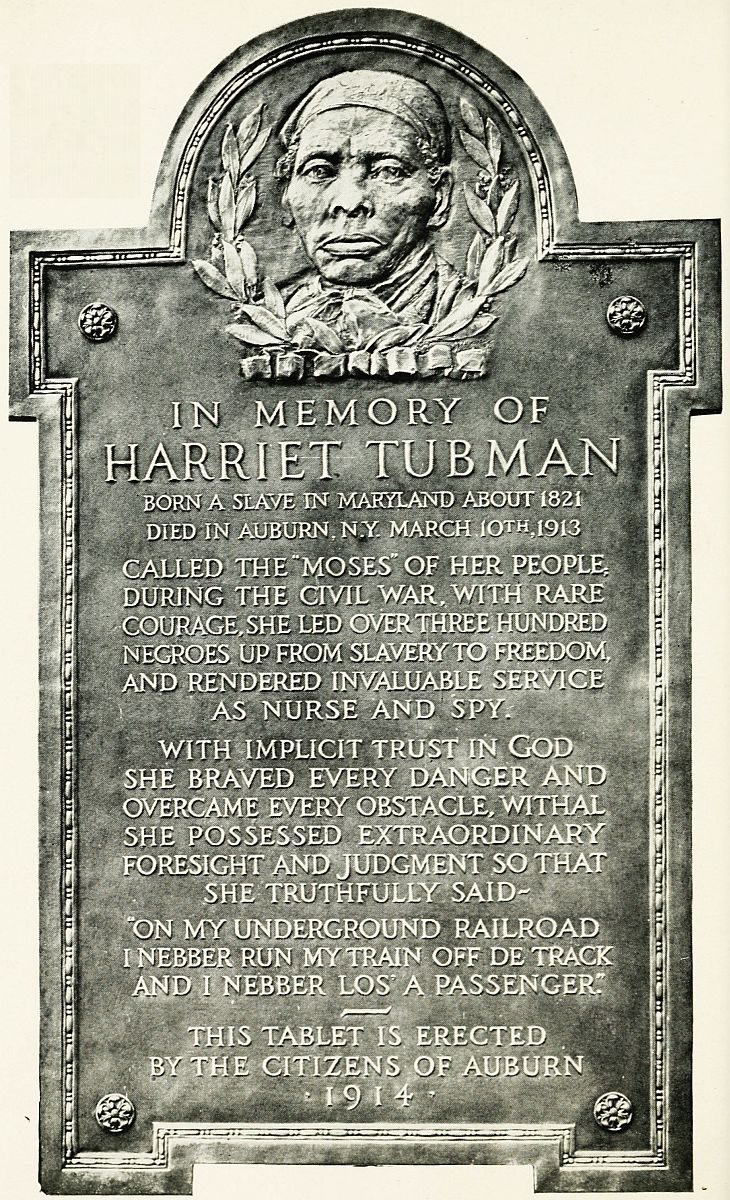 IN MEMORY OF
HARRIET TUBMAN
BORN A SLAVE IN MARYLAND ABOUT 1821
DIED IN AUBURN, N.Y. MARCH 10TH, 1913
CALLED THE "MOSES" OF HER PEOPLE,
DURING THE CIVIL WAR, WITH RARE
COURAGE, SHE LED OVER THREE HUNDRED
NEGROES UP FROM SLAVERY TO FREEDOM,
AND RENDERED INVALUABLE SERVICE
AS NURSE AND SPY.
WITH IMPLICIT TRUST IN GOD
SHE BRAVED EVERY DANGER AND
OVERCAME EVERY OBSTACLE, WITHAL
SHE POSSESSED EXTRAORDINARY
FORESIGHT AND JUDGMENT SO THAT
SHE TRUTHFULLY SAID~
"ON MY UNDERGROUND RAILROAD
I NEBBER RUN MY TRAIN OFF DE TRACK
AND I NEBBER LOS' A PASSENGER."
THIS TABLET IS ERECTED
BY THE CITIZENS OF AUBURN
· 1914 ·